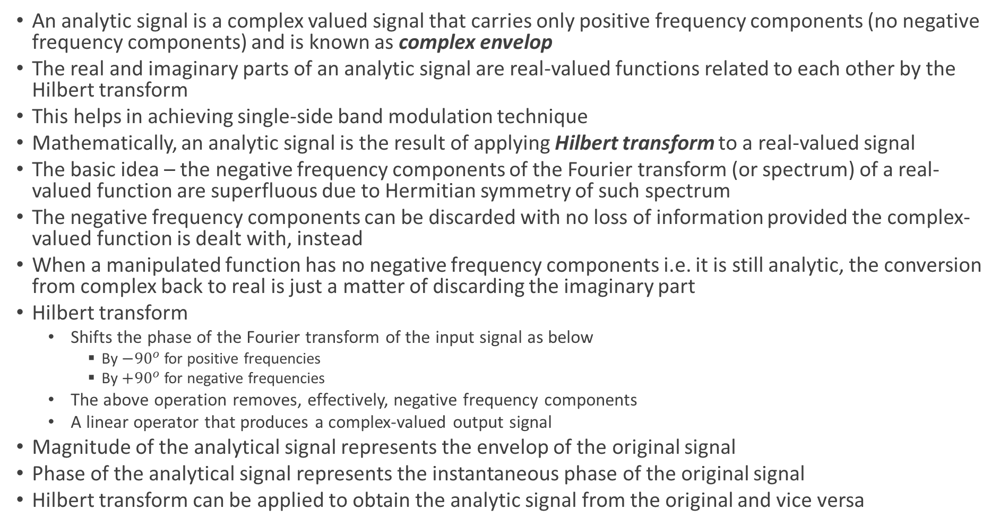 • An analytic signal is a complex valued signal that carries only positive frequency components (no negative
frequency components) and is known as complex envelop
• The real and imaginary parts of an analytic signal are real-valued functions related to each other by the
Hilbert transform
• This helps in achieving single-side band modulation technique
• Mathematically, an analytic signal is the result of applying Hilbert transform to a real-valued signal
• The basic idea – the negative frequency components of the Fourier transform (or spectrum) of a real-
valued function are superfluous due to Hermitian symmetry of such spectrum
• The negative frequency components can be discarded with no loss of information provided the complex-
valued function is dealt with, instead
• When a manipulated function has no negative frequency components i.e. it is still analytic, the conversion
from complex back to real is just a matter of discarding the imaginary part
• Hilbert transform
• Shifts the phase of the Fourier transform of the input signal as below
▪ By −90° for positive frequencies
▪ By +90° for negative frequencies
• The above operation removes, effectively, negative frequency components
• A linear operator that produces a complex-valued output signal
• Magnitude of the analytical signal represents the envelop of the original signal
• Phase of the analytical signal represents the instantaneous phase of the original signal
• Hilbert transform can be applied to obtain the analytic signal from the original and vice versa